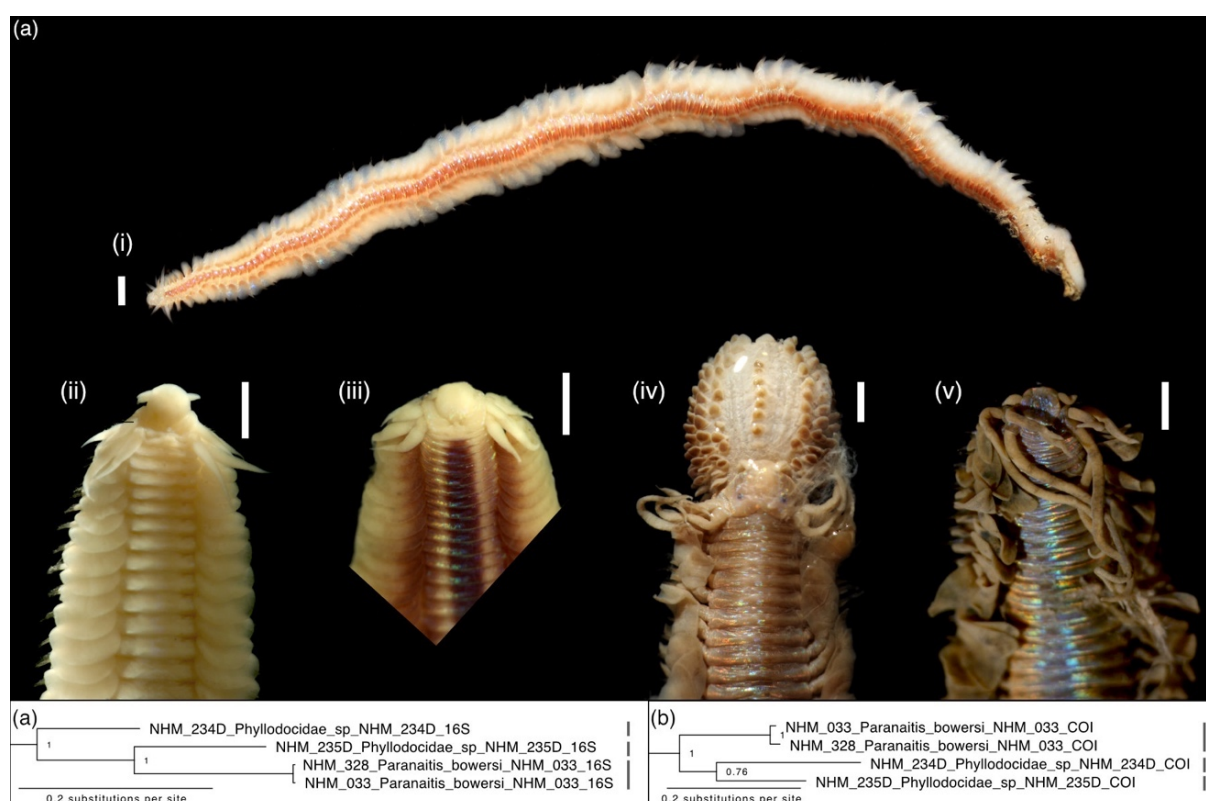 (a)
(i)
(ii)
(iii)
(iv)
(v)
(a)
NHM_234D_Phyllodocidae_sp_NHM_234D_16S
NHM_235D_Phyllodocidae_sp_NHM_235D_16S
1
1
NHM_328_Paranaitis_bowersi_NHM_033_16S
NHM_033_Paranaitis_bowersi_NHM_033_16S
0.2 substitutions per site
(b)
NHM_033_Paranaitis_bowersi_NHM_033_COI
1
NHM_328_Paranaitis_bowersi_NHM_033_COI
1
NHM_234D_Phyllodocidae_sp_NHM_234D_COI
0.76
NHM_235D_Phyllodocidae_sp_NHM_235D_COI
0.2 substitutions per site